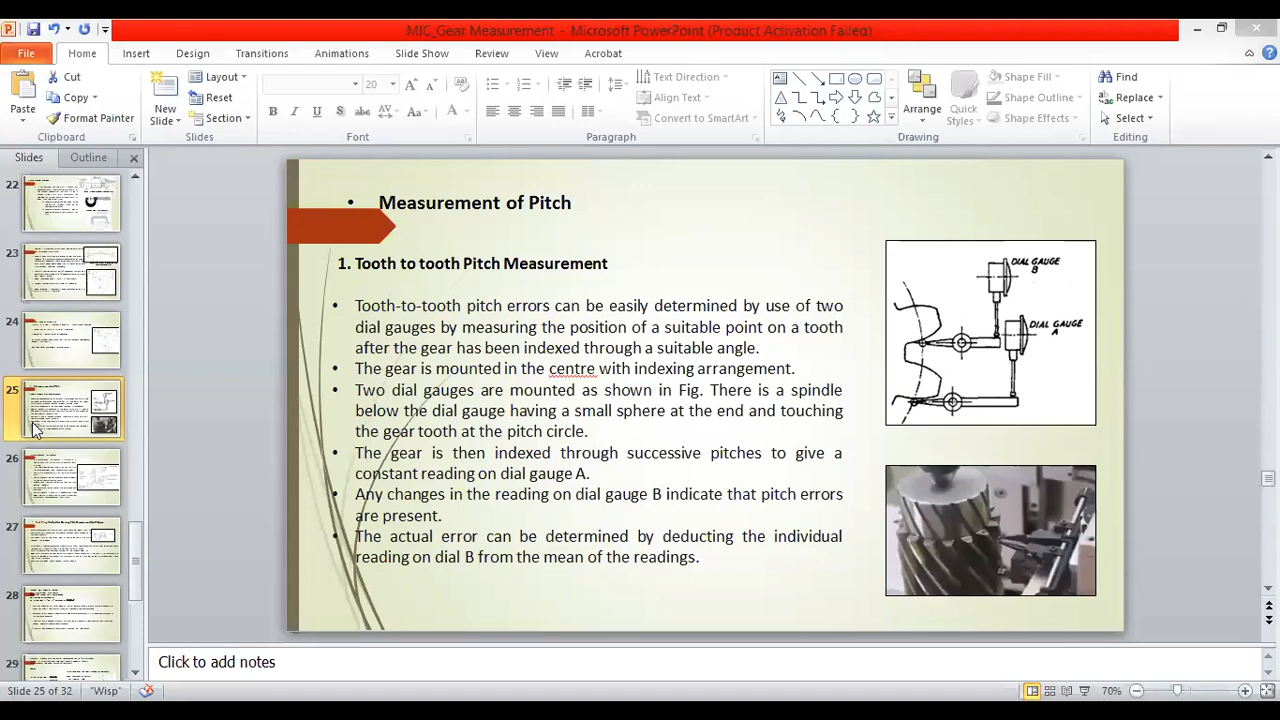 MIC_Gear Measurement - Microsoft PowerPoint (Product Activation Failed)
File Home Insert Design Transitions Animations Slide Show Review View Acrobat
Cut
Copy
Format Painter
Paste
Clipboard
New
Slide
Layout
Reset
Section
Slides
20
Font
Text Direction
Align Text
Convert to SmartArt
Paragraph
Arrange
Quick
Styles
Shape Fill
Shape Outline
Shape Effects
Drawing
Find
Replace
Select
Editing
Slides Outline
22
23
24
25
26
27
28
29
• Measurement of Pitch
1. Tooth to tooth Pitch Measurement
• Tooth-to-tooth pitch errors can be easily determined by use of two
dial gauges by measuring the position of a suitable point on a tooth
after the gear has been indexed through a suitable angle.
• The gear is mounted in the centre with indexing arrangement.
• Two dial gauges are mounted as shown in Fig. There is a spindle
below the dial gauge having a small sphere at the end and touching
the gear tooth at the pitch circle.
• The gear is then indexed through successive pitches to give a
constant reading on dial gauge A.
• Any changes in the reading on dial gauge B indicate that pitch errors
are present.
• The actual error can be determined by deducting the individual
reading on dial B from the mean of the readings.
DIAL GAUGE
B
DIAL GAUGE
A
Click to add notes
Slide 25 of 32 "Wisp" 70%